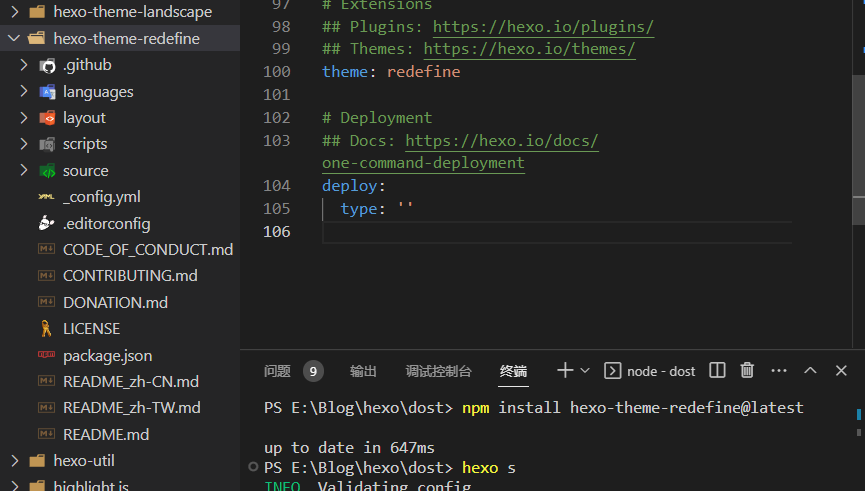 hexo-theme-landscape
hexo-theme-redefine
.github
languages
layout
scripts
source
_config.yml
.editorconfig
CODE_OF_CONDUCT.md
CONTRIBUTING.md
DONATION.md
LICENSE
package.json
README_zh-CN.md
README_zh-TW.md
README.md
hexo-util
highlight.js
97 # Extensions
98 ## Plugins: https://hexo.io/plugins/
99 ## Themes: https://hexo.io/themes/
100 theme: redefine
101
102 # Deployment
103 ## Docs: https://hexo.io/docs/
one-command-deployment
104 deploy:
105 type: ''
106
问题 9 输出 调试控制台 终端 node - dost
PS E:\Blog\hexo\dost> npm install hexo-theme-redefine@latest
up to date in 647ms
PS E:\Blog\hexo\dost> hexo s
INFO Validating config